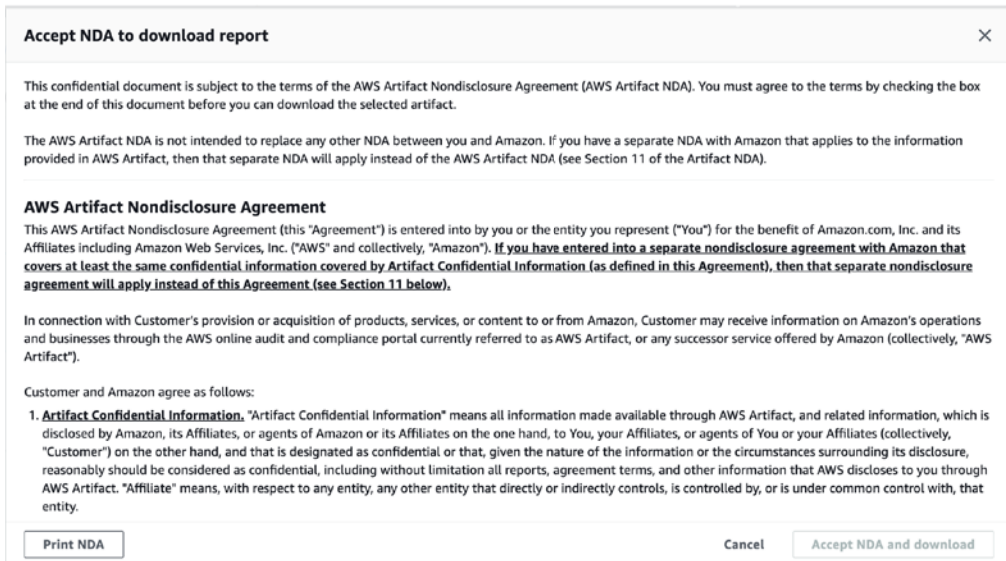 Accept NDA to download report
This confidential document is subject to the terms of the AWS Artifact Nondisclosure Agreement (AWS Artifact NDA). You must agree to the terms by checking the box
at the end of this document before you can download the selected artifact.
The AWS Artifact NDA is not intended to replace any other NDA between you and Amazon. If you have a separate NDA with Amazon that applies to the information
provided in AWS Artifact, then that separate NDA will apply instead of the AWS Artifact NDA (see Section 11 of the Artifact NDA).
AWS Artifact Nondisclosure Agreement
This AWS Artifact Nondisclosure Agreement (this "Agreement") is entered into by you or the entity you represent ("You") for the benefit of Amazon.com, Inc. and its
Affiliates including Amazon Web Services, Inc. ("AWS" and collectively, "Amazon"). If you have entered into a separate nondisclosure agreement with Amazon that
covers at least the same confidential information covered by Artifact Confidential Information (as defined in this Agreement), then that separate nondisclosure
agreement will apply instead of this Agreement (see Section 11 below).
In connection with Customer's provision or acquisition of products, services, or content to or from Amazon, Customer may receive information on Amazon's operations
and businesses through the AWS online audit and compliance portal currently referred to as AWS Artifact, or any successor service offered by Amazon (collectively, "AWS
Artifact").
Customer and Amazon agree as follows:
1. Artifact Confidential Information. "Artifact Confidential Information" means all information made available through AWS Artifact, and related information, which is
disclosed by Amazon, its Affiliates, or agents of Amazon or its Affiliates on the one hand, to You, your Affiliates, or agents of You or your Affiliates (collectively,
"Customer") on the other hand, and that is designated as confidential or that, given the nature of the information or the circumstances surrounding its disclosure,
reasonably should be considered as confidential, including without limitation all reports, agreement terms, and other information that AWS discloses to you through
AWS Artifact. "Affiliate" means, with respect to any entity, any other entity that directly or indirectly controls, is controlled by, or is under common control with, that
entity.
Print NDA
Cancel
Accept NDA and download